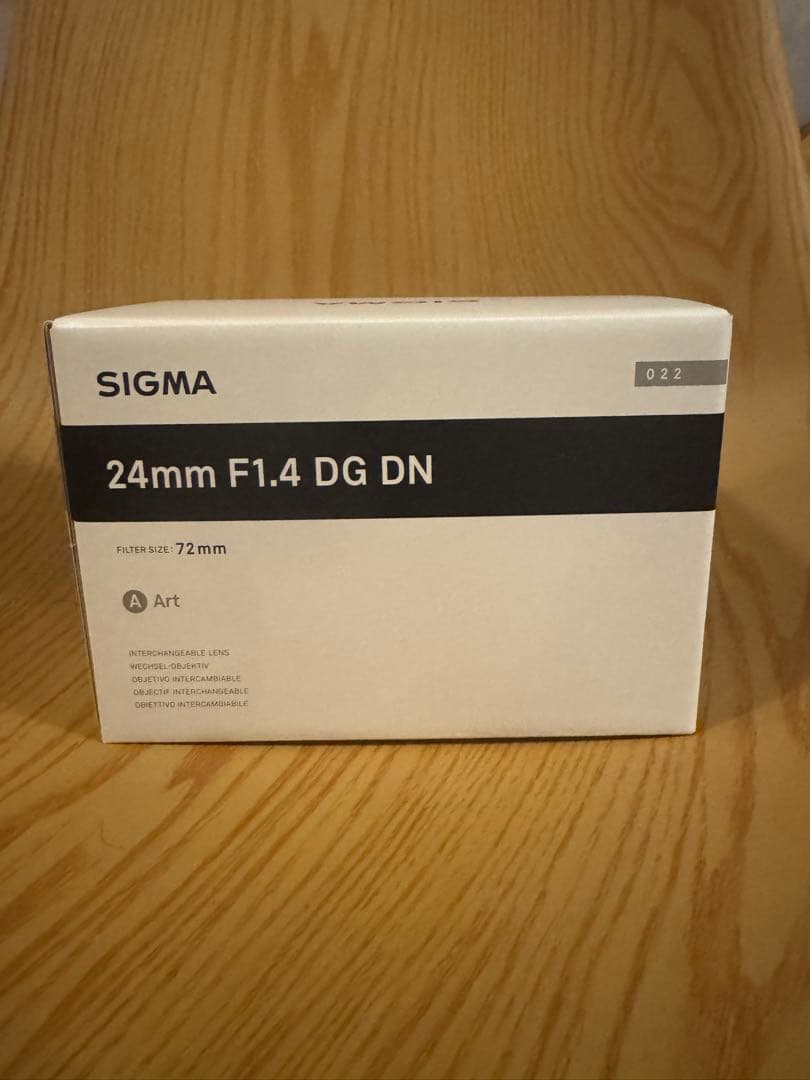 SIGMA
SIGMA
022
24mm F1.4 DG DN
FILTER SIZE: 72mm
A Art
INTERCHANGEABLE LENS
WECHSEL-OBJEKTIV
OBJETIVO INTERCAMBIABLE
OBJECTIF INTERCHANGEABLE
OBIETTIVO INTERCAMBIABILE